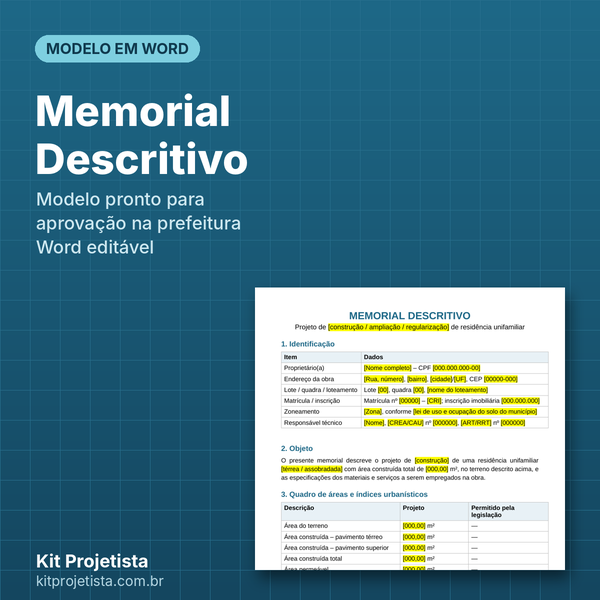 MODELO EM WORD
Memorial
Descritivo
Modelo pronto para
aprovação na prefeitura
Word editável
MEMORIAL DESCRITIVO
Projeto de [construção / ampliação / regularização] de residência unifamiliar
1. Identificação
Item Dados
Proprietário(a) [Nome completo] – CPF [000.000.000-00]
Endereço da obra [Rua, número], [bairro], [cidade]/[UF], CEP [00000-000]
Lote / quadra / loteamento Lote [00], quadra [00], [nome do loteamento]
Matrícula / inscrição Matrícula nº [00000] – [CRI]; inscrição imobiliária [000.000.000]
Zoneamento [Zona], conforme [lei de uso e ocupação do solo do município]
Responsável técnico [Nome], [CREA/CAU] nº [000000], [ART/RRT] nº [000000]
2. Objeto
O presente memorial descreve o projeto de [construção] de uma residência unifamiliar
[térrea / assobradada] com área construída total de [000,00] m², no terreno descrito acima, e
as especificações dos materiais e serviços a serem empregados na obra.
3. Quadro de áreas e índices urbanísticos
Descrição Projeto Permitido pela
legislação
Área do terreno [000,00] m² —
Área construída – pavimento térreo [000,00] m² —
Área construída – pavimento superior [000,00] m² —
Área construída total [000,00] m² —
Área permeável [000,00] m² —
Kit Projetista
kitprojetista.com.br